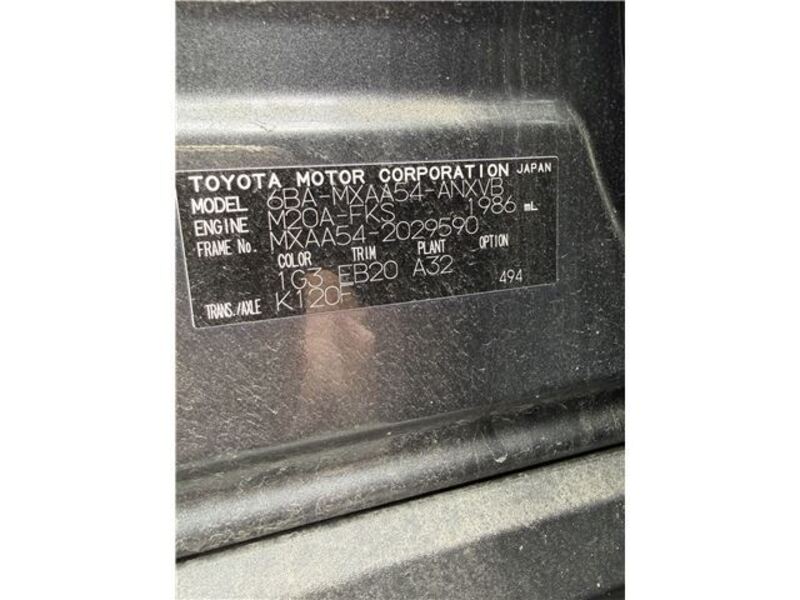 TOYOTA MOTOR CORPORATION JAPAN
MODEL 6BA-MXAA54-ANXVB
ENGINE M20A-FKS 1986 mL
FRAME No. MXAA54-2029590
COLOR TRIM PLANT OPTION
1G3 EB20 A32
TRANS./AXLE K120F 494